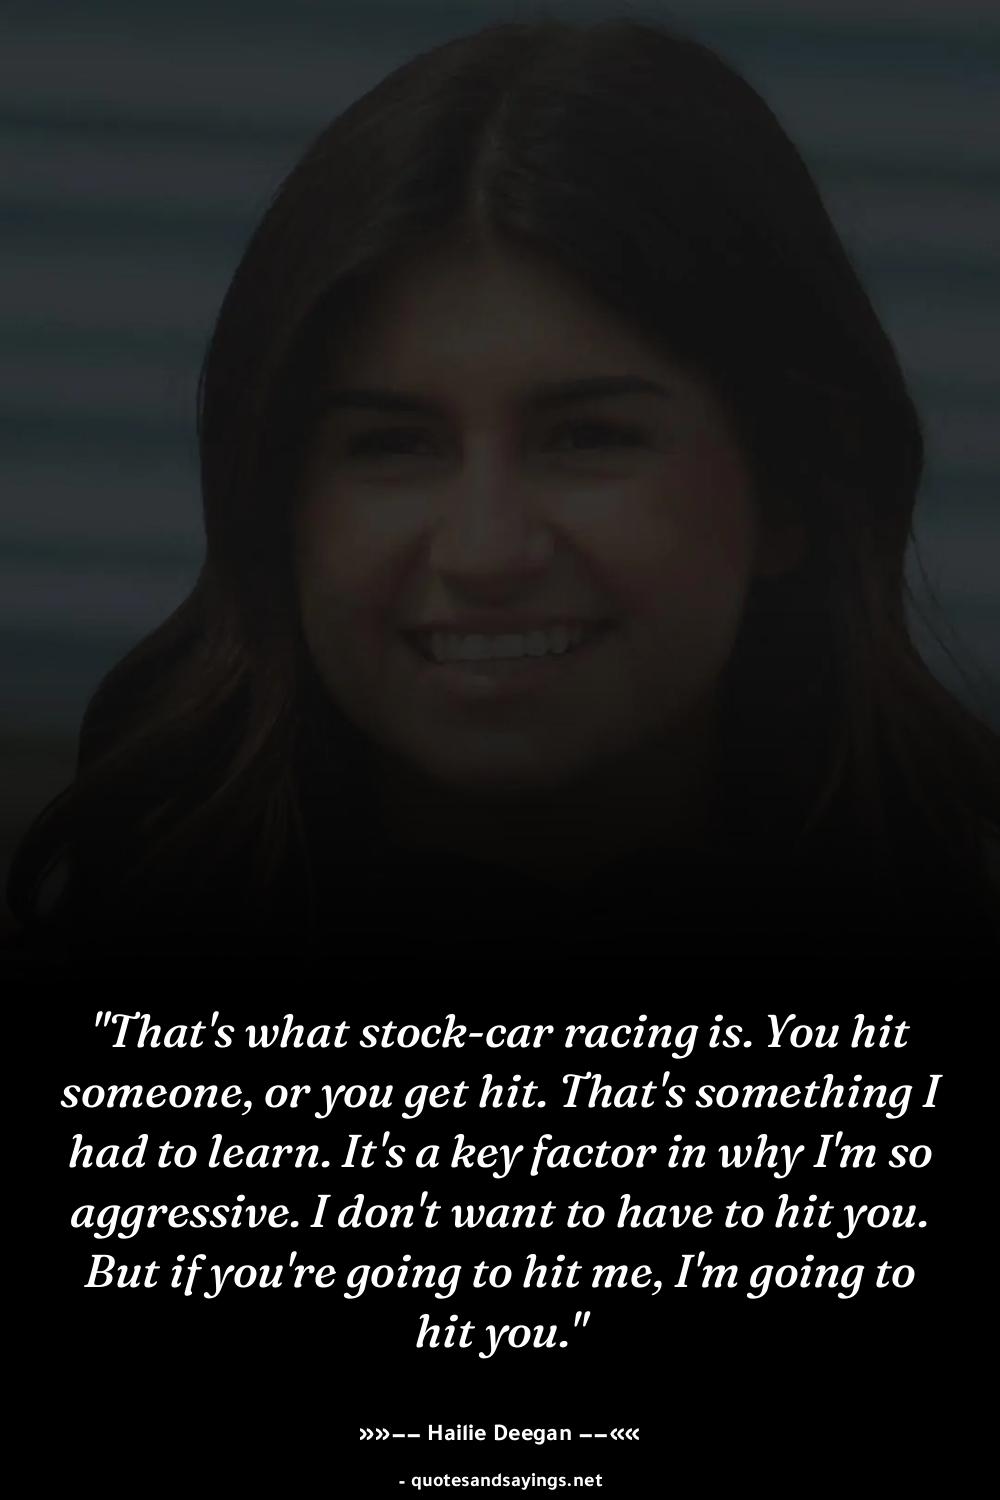 "That's what stock-car racing is. You hit
someone, or you get hit. That's something I
had to learn. It's a key factor in why I'm so
aggressive. I don't want to have to hit you.
But if you're going to hit me, I'm going to
hit you."
»»–– Hailie Deegan ––««
- quotesandsayings.net